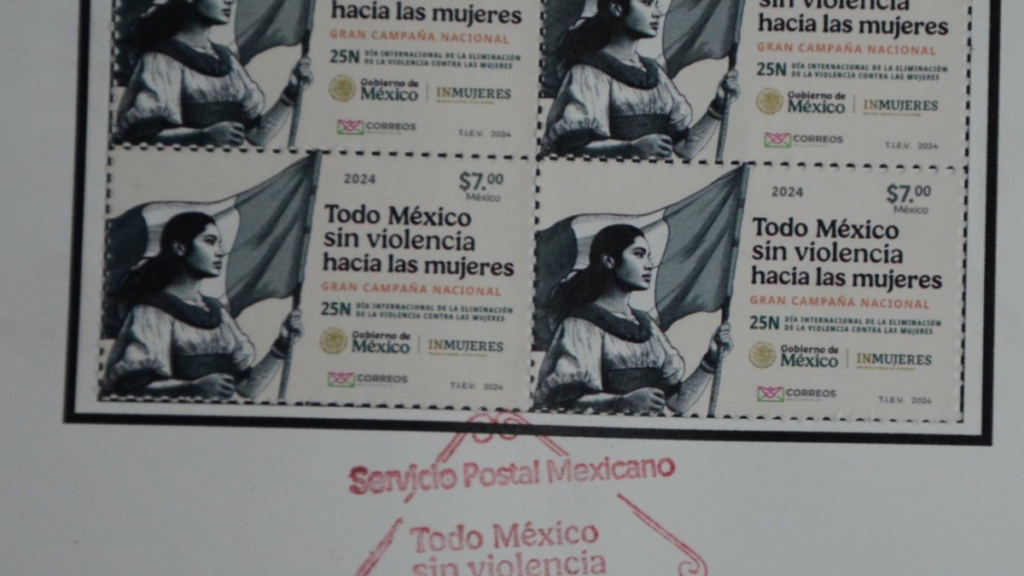 hacia las mujeres
GRAN CAMPAÑA NACIONAL
25N DÍA INTERNACIONAL DE LA ELIMINACIÓN
DE LA VIOLENCIA CONTRA LAS MUJERES
Gobierno de
México
INMUJERES
CORREOS
T.I.E.V. 2024
sin violencia
hacia las mujeres
GRAN CAMPAÑA NACIONAL
25N DÍA INTERNACIONAL DE LA ELIMINACIÓN
DE LA VIOLENCIA CONTRA LAS MUJERES
Gobierno de
México
INMUJERES
CORREOS
T.I.E.V. 2024
2024 $7.00
México
Todo México
sin violencia
hacia las mujeres
GRAN CAMPAÑA NACIONAL
25N DÍA INTERNACIONAL DE LA ELIMINACIÓN
DE LA VIOLENCIA CONTRA LAS MUJERES
Gobierno de
México
INMUJERES
CORREOS
T.I.E.V. 2024
2024 $7.00
México
Todo México
sin violencia
hacia las mujeres
GRAN CAMPAÑA NACIONAL
25N DÍA INTERNACIONAL DE LA ELIMINACIÓN
DE LA VIOLENCIA CONTRA LAS MUJERES
Gobierno de
México
INMUJERES
CORREOS
T.I.E.V. 2024
Servicio Postal Mexicano
Todo México
sin violencia